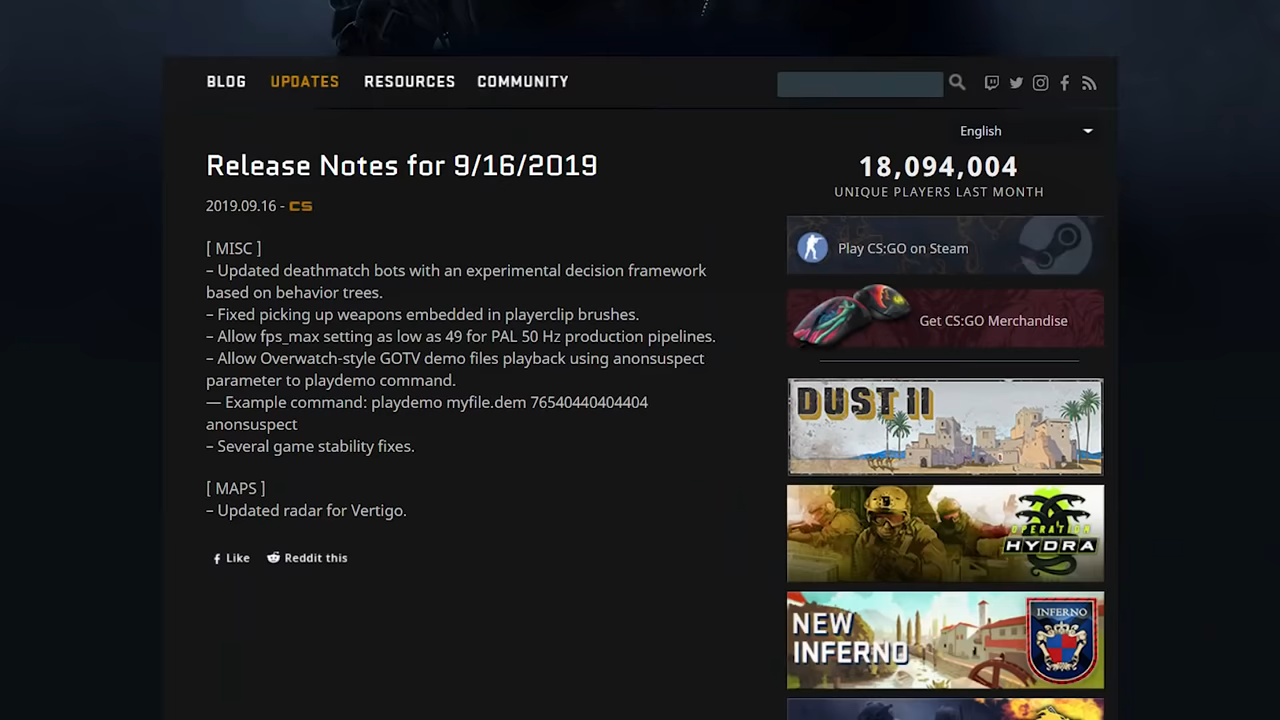 BLOG UPDATES RESOURCES COMMUNITY
English
Release Notes for 9/16/2019
2019.09.16 - CS
[ MISC ]
– Updated deathmatch bots with an experimental decision framework
based on behavior trees.
– Fixed picking up weapons embedded in playerclip brushes.
– Allow fps_max setting as low as 49 for PAL 50 Hz production pipelines.
– Allow Overwatch-style GOTV demo files playback using anonsuspect
parameter to playdemo command.
— Example command: playdemo myfile.dem 76540440404404
anonsuspect
– Several game stability fixes.
[ MAPS ]
– Updated radar for Vertigo.
Like Reddit this
18,094,004
UNIQUE PLAYERS LAST MONTH
Play CS:GO on Steam
Get CS:GO Merchandise
DUST II
OPERATION
HYDRA
NEW
INFERNO
INFERNO